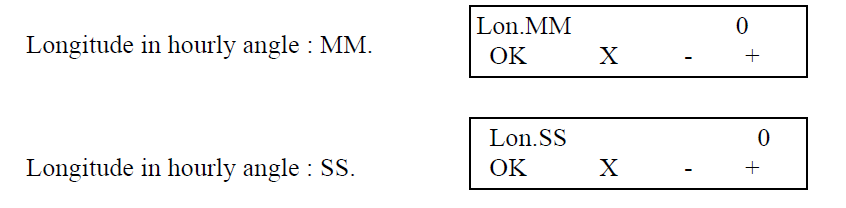 Longitude in hourly angle : MM.
Lon.MM 0
OK X - +
Longitude in hourly angle : SS.
Lon.SS 0
OK X - +